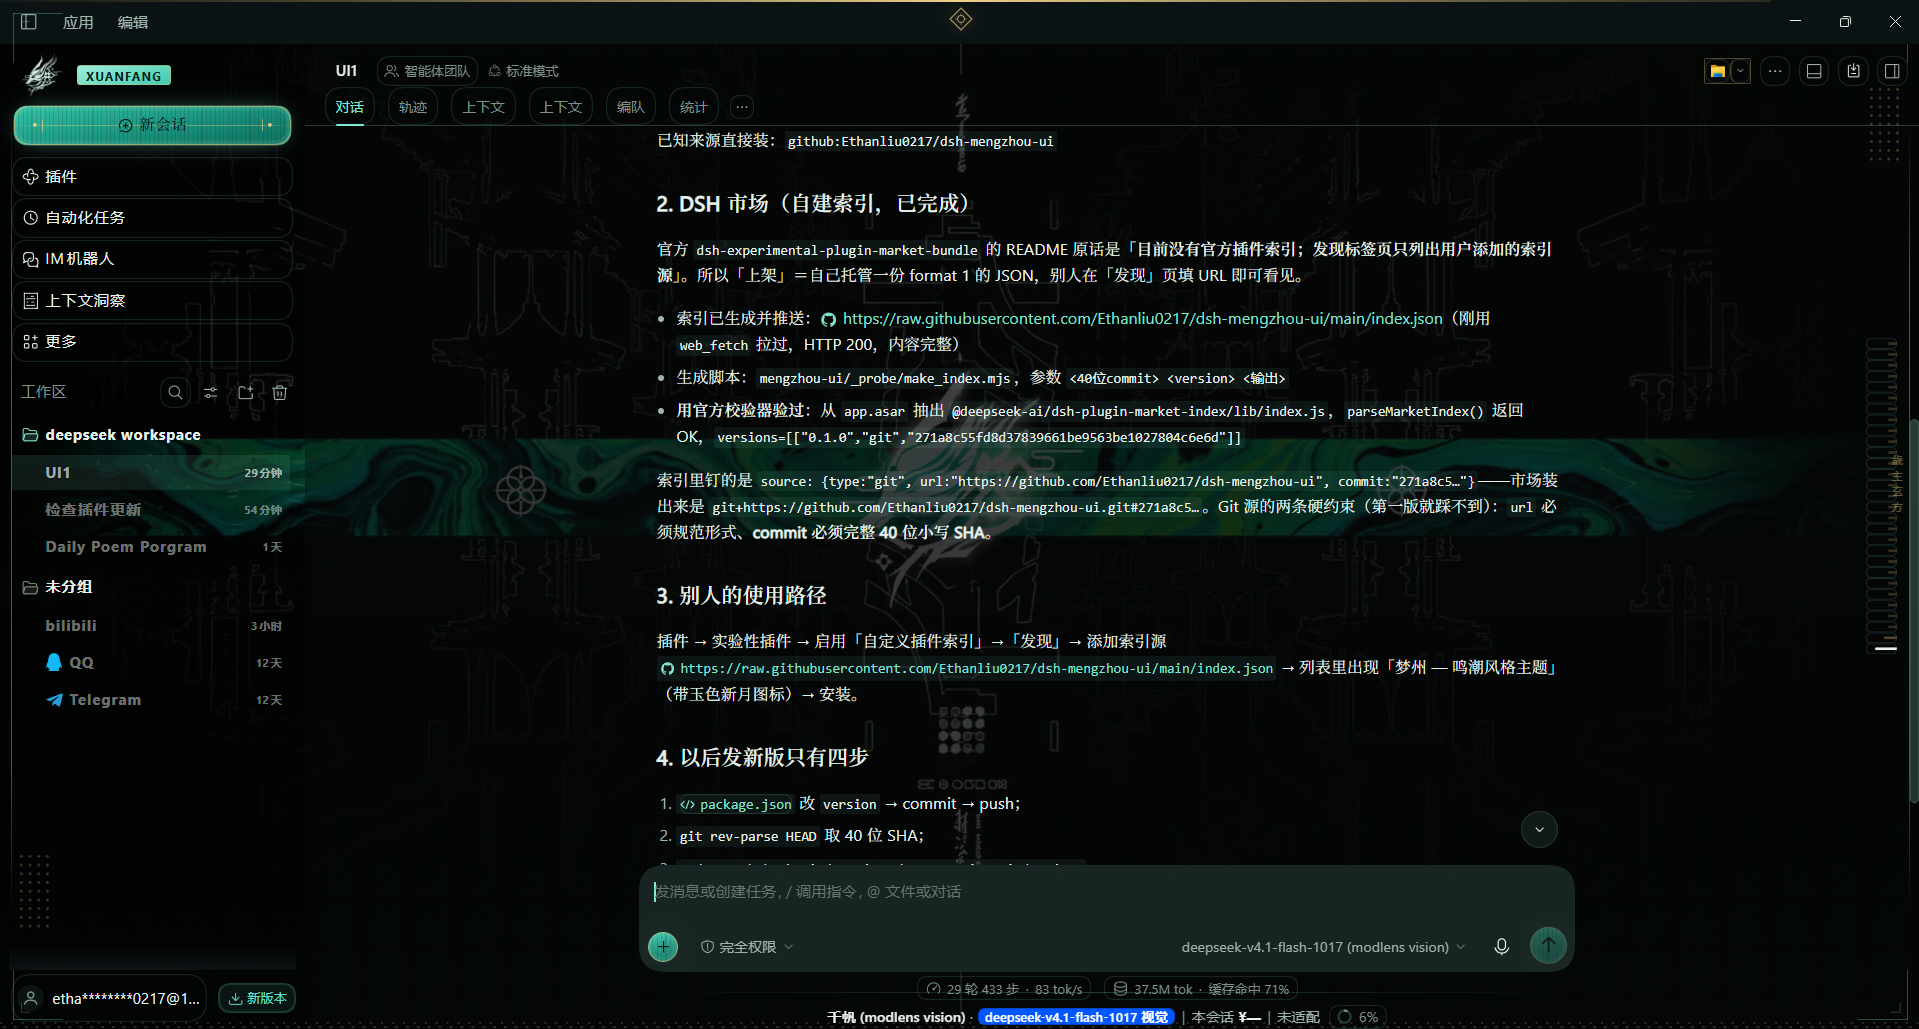 应用 编辑
XUANFANG
新会话
插件
自动化任务
IM机器人
上下文洞察
更多
工作区
deepseek workspace
UI1 29分钟
检查插件更新 54分钟
Daily Poem Porgram 1天
未分组
bilibili 3小时
QQ 12天
Telegram 12天
etha********0217@1... 新版本
UI1 智能体团队 标准模式
对话 轨迹 上下文 上下文 编队 统计 ...
已知来源直接装： github:Ethanliu0217/dsh-mengzhou-ui
2. DSH 市场（自建索引，已完成）
官方 dsh-experimental-plugin-market-bundle 的 README 原话是「目前没有官方插件索引；发现标签页只列出用户添加的索引
源」。所以「上架」＝自己托管一份 format 1 的 JSON，别人在「发现」页填 URL 即可看见。
• 索引已生成并推送： https://raw.githubusercontent.com/Ethanliu0217/dsh-mengzhou-ui/main/index.json（刚用
web_fetch 拉过，HTTP 200，内容完整）
• 生成脚本： mengzhou-ui/_probe/make_index.mjs， 参数 <40位commit> <version> <输出>
• 用官方校验器验过：从 app.asar 抽出 @deepseek-ai/dsh-plugin-market-index/lib/index.js， parseMarketIndex() 返回
OK， versions=[["0.1.0","git","271a8c55fd8d37839661be9563be1027804c6e6d"]]
索引里钉的是 source: {type:"git", url:"https://github.com/Ethanliu0217/dsh-mengzhou-ui", commit:"271a8c5…"}——市场装
出来是 git+https://github.com/Ethanliu0217/dsh-mengzhou-ui.git#271a8c5…。Git 源的两条硬约束（第一版就踩不到）： url 必
须规范形式、commit 必须完整 40 位小写 SHA。
3. 别人的使用路径
插件 → 实验性插件 → 启用「自定义插件索引」→「发现」→ 添加索引源
https://raw.githubusercontent.com/Ethanliu0217/dsh-mengzhou-ui/main/index.json → 列表里出现「梦州 — 鸣潮风格主题」
（带玉色新月图标）→ 安装。
4. 以后发新版只有四步
1. package.json 改 version → commit → push；
2. git rev-parse HEAD 取 40 位 SHA；
发消息或创建任务，/ 调用指令，@ 文件或对话
完全权限 deepseek-v4.1-flash-1017 (modlens vision)
29 轮 433 步 · 83 tok/s 37.5M tok · 缓存命中 71%
千帆 (modlens vision) · deepseek-v4.1-flash-1017 视觉 | 本会话 ¥— | 未适配 6%